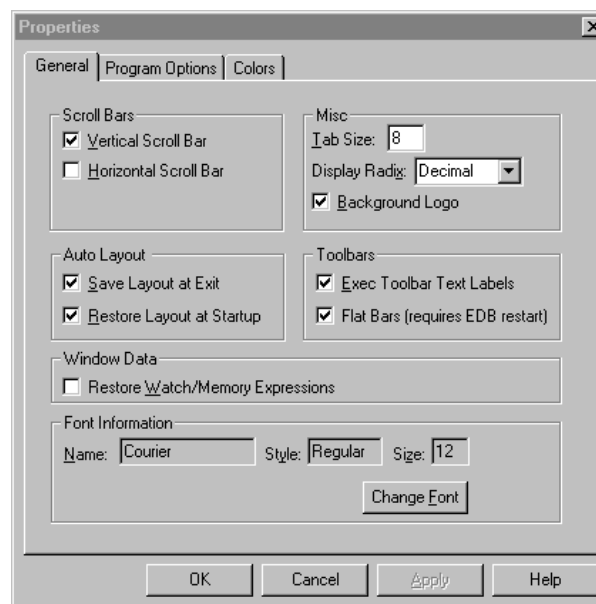 Properties
General Program Options Colors
Scroll Bars
Vertical Scroll Bar
Horizontal Scroll Bar
Misc
Tab Size: 8
Display Radix: Decimal
Background Logo
Auto Layout
Save Layout at Exit
Restore Layout at Startup
Toolbars
Exec Toolbar Text Labels
Flat Bars (requires EDB restart)
Window Data
Restore Watch/Memory Expressions
Font Information
Name: Courier Style: Regular Size: 12
Change Font
OK Cancel Apply Help